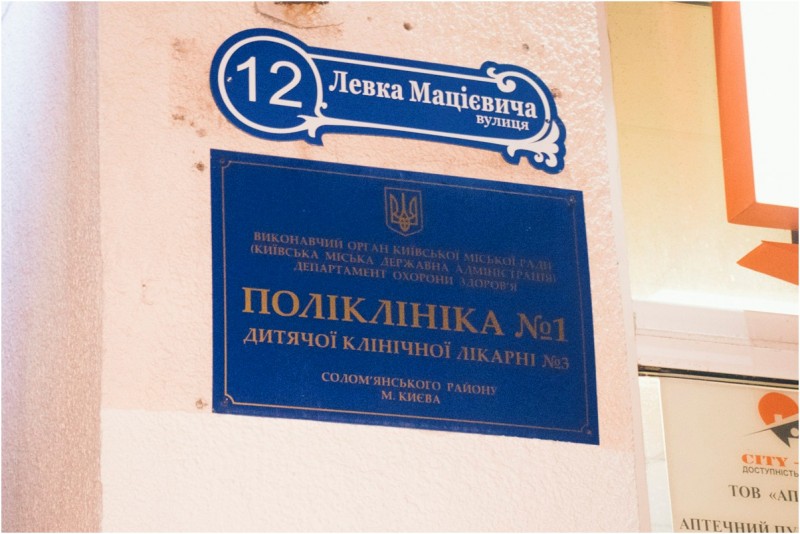 12
Левка Мацієвича
вулиця
ВИКОНАВЧИЙ ОРГАН КИЇВСЬКОЇ МІСЬКОЇ РАДИ
(КИЇВСЬКА МІСЬКА ДЕРЖАВНА АДМІНІСТРАЦІЯ)
ДЕПАРТАМЕНТ ОХОРОНИ ЗДОРОВ'Я
ПОЛІКЛІНІКА №1
ДИТЯЧОЇ КЛІНІЧНОЇ ЛІКАРНІ №3
СОЛОМ'ЯНСЬКОГО РАЙОНУ
М. КИЄВА
CITY -
ДОСТУПНІСТЬ
ТОВ «АП
АПТЕЧНИЙ ПУ